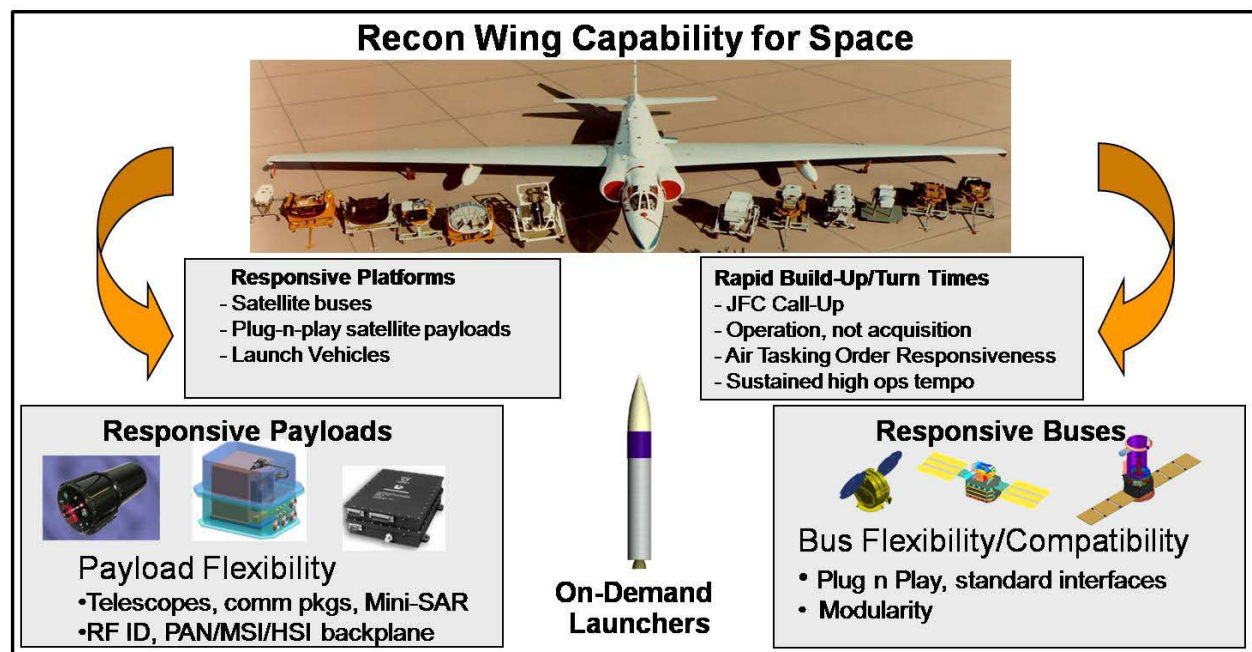 Recon Wing Capability for Space
Responsive Platforms
- Satellite buses
- Plug-n-play satellite payloads
- Launch Vehicles
Rapid Build-Up/Turn Times
- JFC Call-Up
- Operation, not acquisition
- Air Tasking Order Responsiveness
- Sustained high ops tempo
Responsive Payloads
Payload Flexibility
•Telescopes, comm pkgs, Mini-SAR
•RF ID, PAN/MSI/HSI backplane
On-Demand
Launchers
Responsive Buses
Bus Flexibility/Compatibility
• Plug n Play, standard interfaces
• Modularity